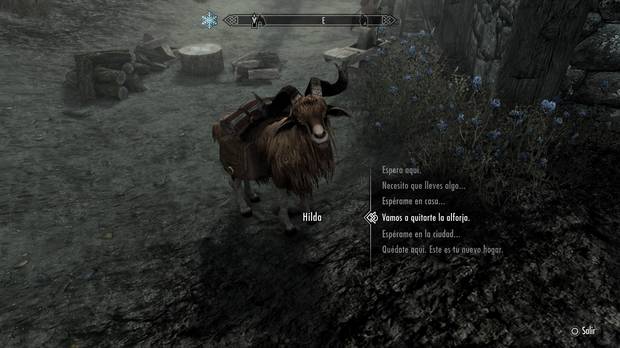 E
Espera aquí.
Necesito que lleves algo...
Espérame en casa...
Hilda
Vamos a quitarte la alforja.
Espérame en la ciudad...
Quédate aquí. Este es tu nuevo hogar.
Salir